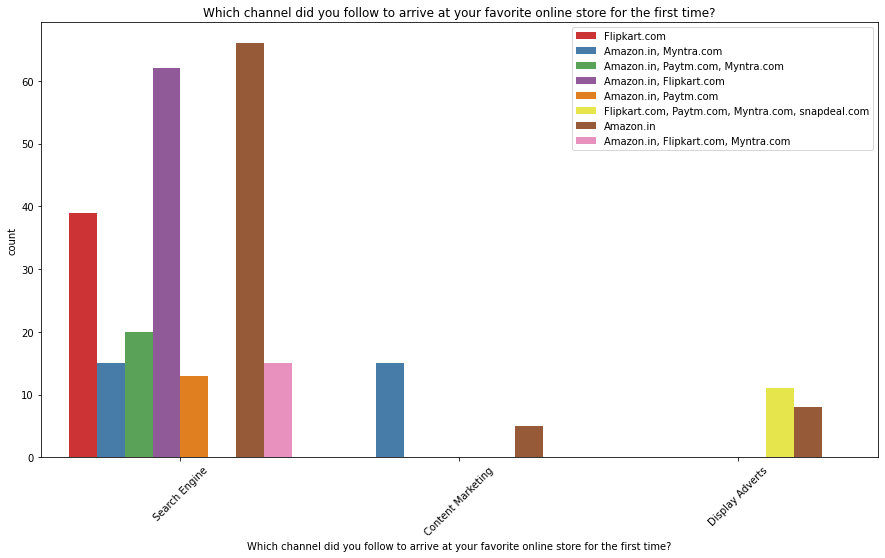 Which channel did you follow to arrive at your favorite online store for the first time?
Flipkart.com
Amazon.in, Myntra.com
Amazon.in, Paytm.com, Myntra.com
Amazon.in, Flipkart.com
Amazon.in, Paytm.com
Flipkart.com, Paytm.com, Myntra.com, snapdeal.com
Amazon.in
Amazon.in, Flipkart.com, Myntra.com
count
60
50
40
30
20
10
0
Search Engine
Content Marketing
Display Adverts
Which channel did you follow to arrive at your favorite online store for the first time?